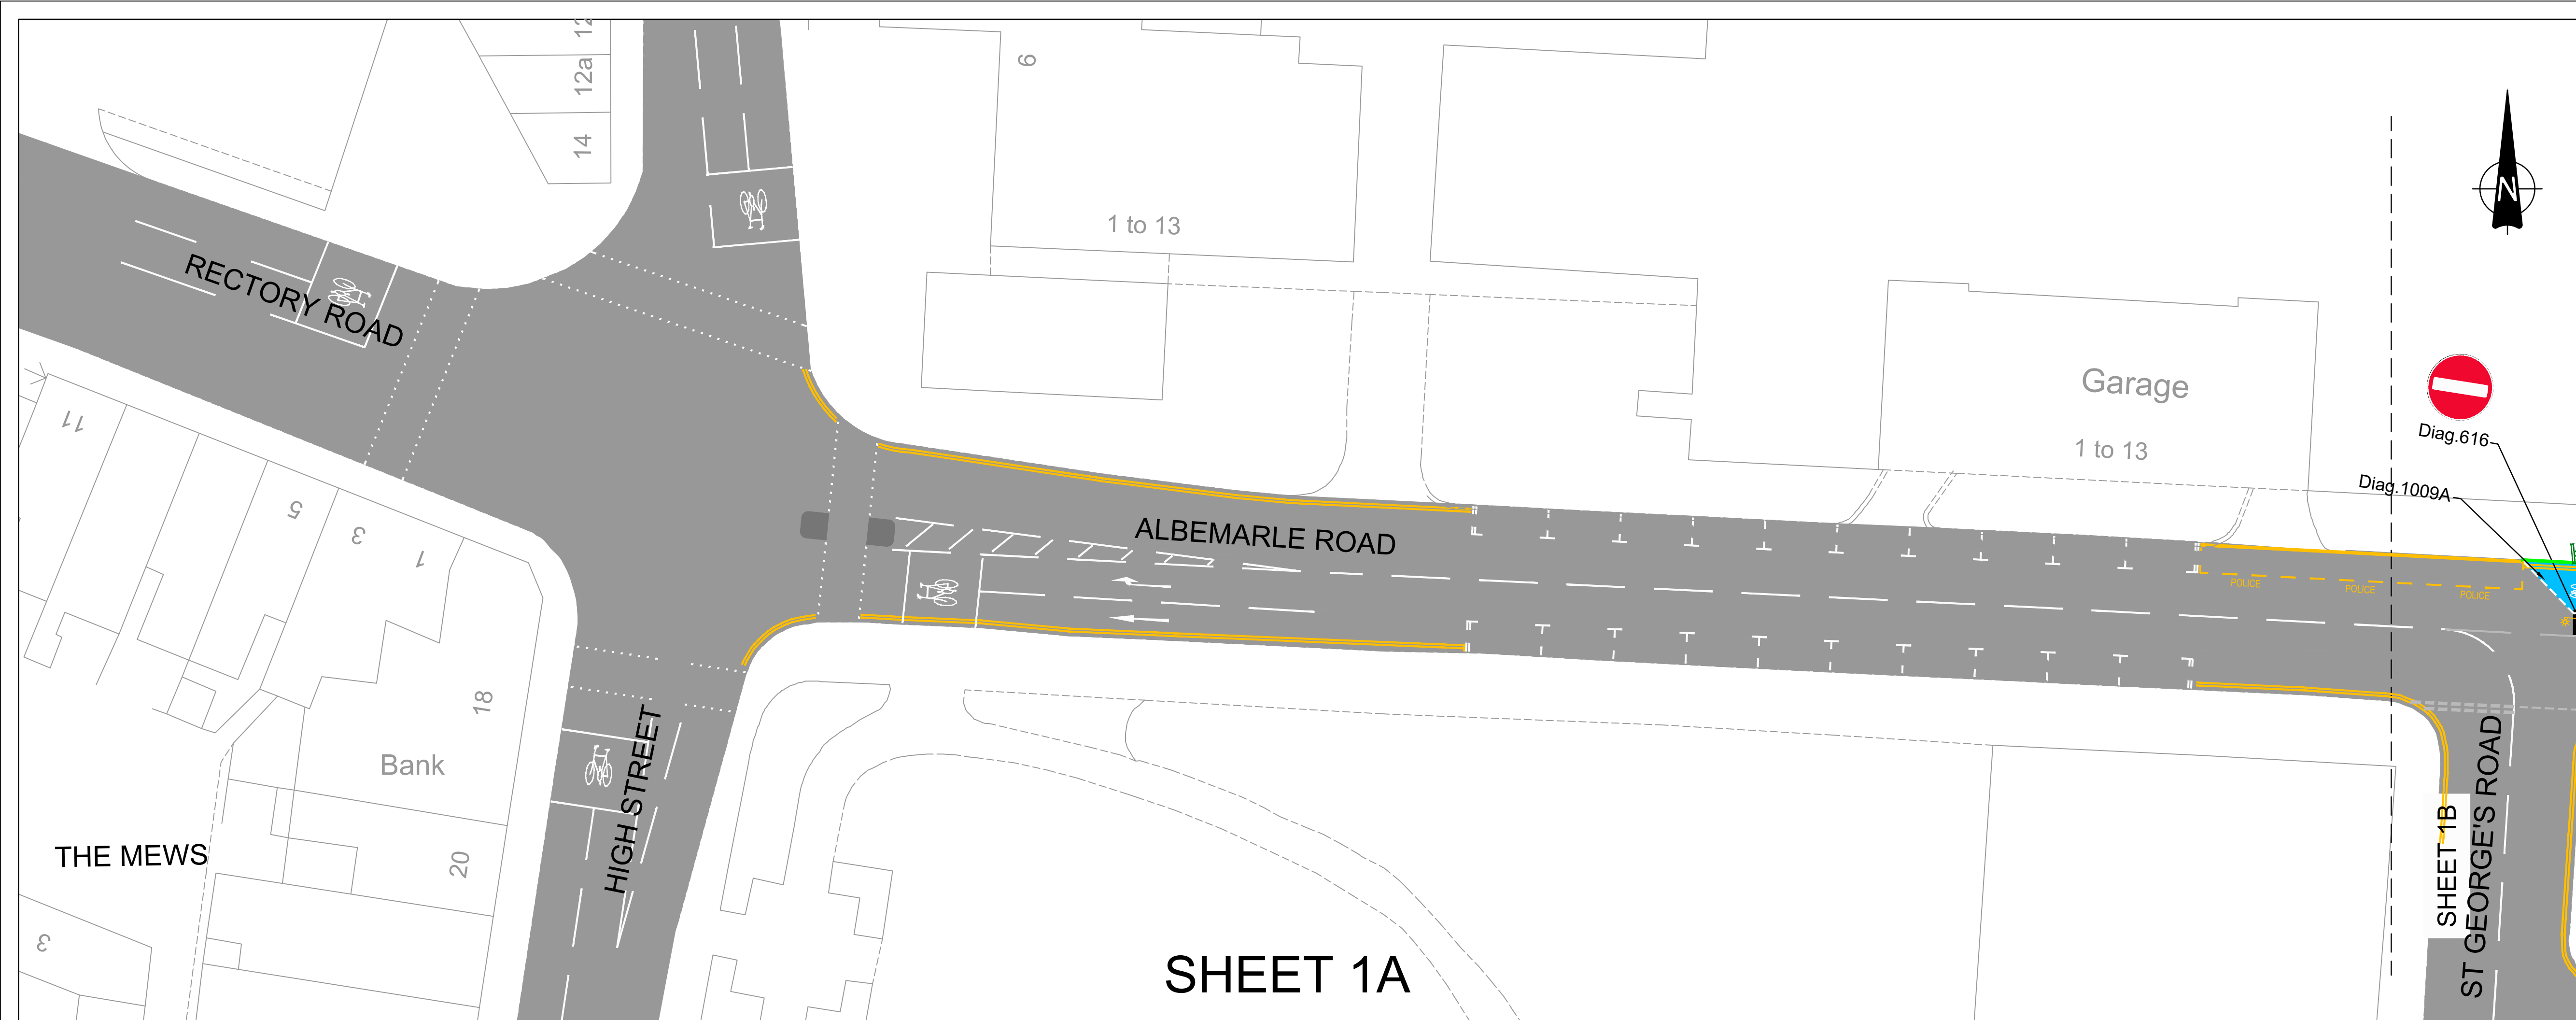 12
12a
14
6
1 to 13
N
RECTORY ROAD
Garage
1 to 13
Diag.616
Diag.1009A
11
5
3
1
ALBEMARLE ROAD
POLICE
POLICE
POLICE
18
Bank
HIGH STREET
THE MEWS
20
3
SHEET 1A
SHEET 1B
ST GEORGE'S ROAD